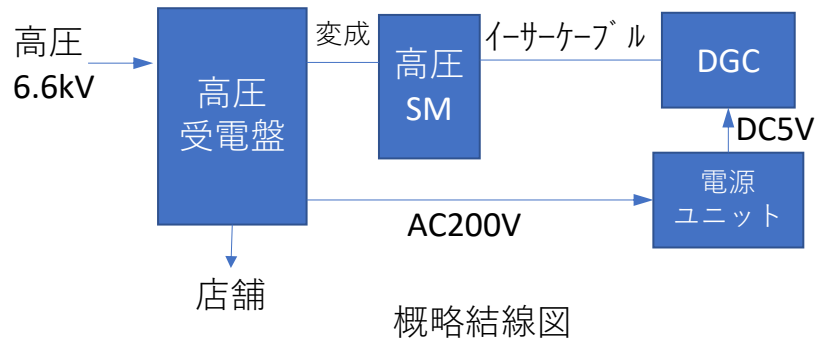 高圧
6.6kV
高圧
受電盤
変成
高圧
SM
ｲｰｻｰｹｰﾌﾞﾙ
DGC
DC5V
電源
ユニット
AC200V
店舗
概略結線図